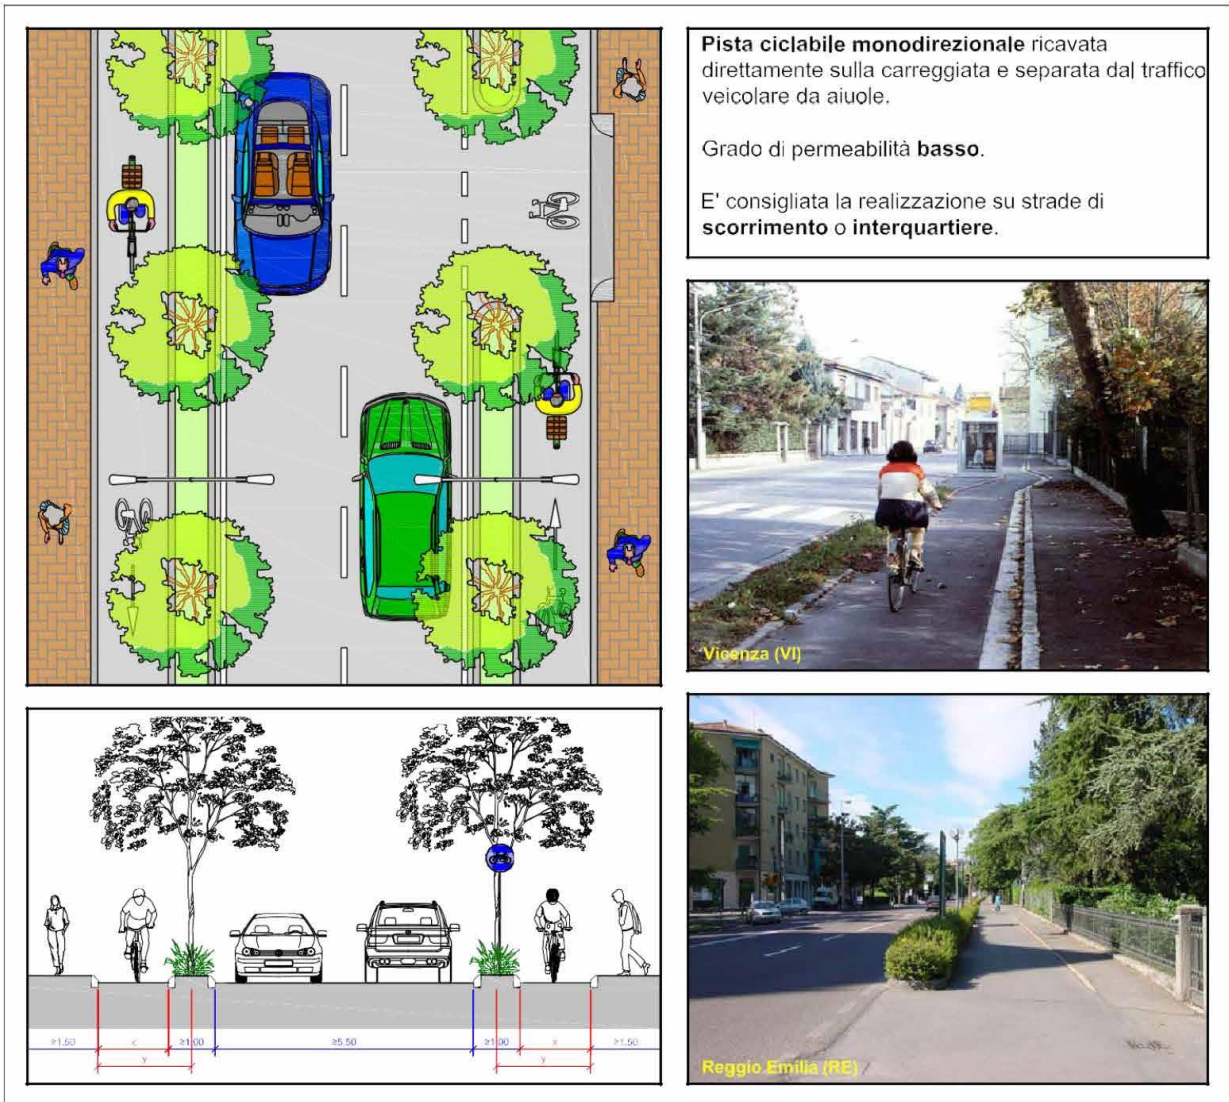 Pista ciclabile monodirezionale ricavata
direttamente sulla carreggiata e separata dal traffico
veicolare da aiuole.
Grado di permeabilità basso.
E' consigliata la realizzazione su strade di
scorrimento o interquartiere.
Vicenza (VI)
≥1.50 ≥1.00 ≥5.50 ≥1.00 x ≥1.50
y y
Reggio Emilia (RE)